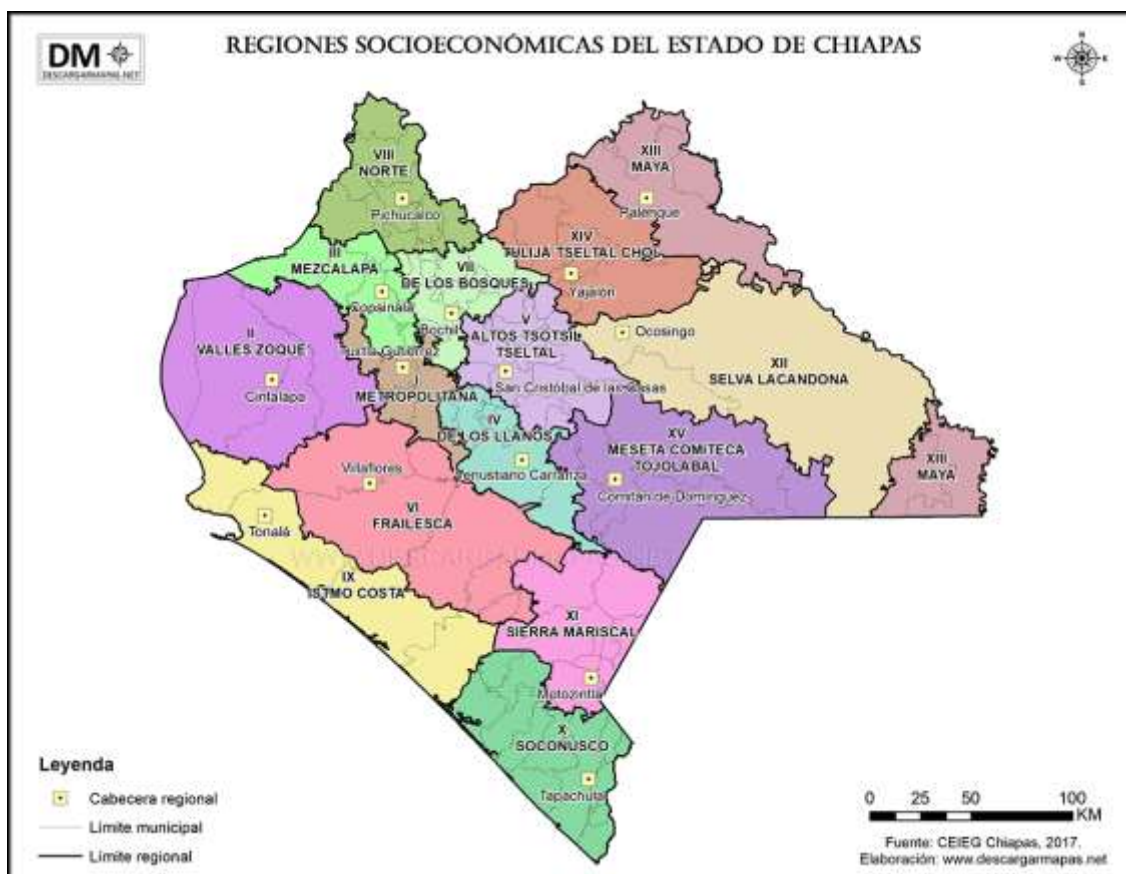 DM
DESCARGARMAPAS.NET
REGIONES SOCIOECONÓMICAS DEL ESTADO DE CHIAPAS
N
W
E
S
VIII
NORTE
Pichucalco
XIII
MAYA
Palenque
XIV
TULIJA TSELTAL CHOL
Yajalón
III
MEZCALAPA
Copainalá
VII
DE LOS BOSQUES
Bochil
II
VALLES ZOQUE
Cintalapa
V
ALTOS TSOTSIL
TSELTAL
San Cristóbal de las Casas
Ocosingo
XII
SELVA LACANDONA
Tuxtla Gutiérrez
I
METROPOLITANA
IV
DE LOS LLANOS
Venustiano Carranza
XV
MESETA COMITECA
TOJOLABAL
Comitán de Domínguez
XIII
MAYA
Villaflores
VI
FRAILESCA
Tonalá
IX
ISTMO COSTA
XI
SIERRA MARISCAL
Motozintla
X
SOCONUSCO
Tapachula
Leyenda
Cabecera regional
Límite municipal
Límite regional
0 25 50 100
KM
Fuente: CEIEG Chiapas, 2017.
Elaboración: www.descargarmapas.net